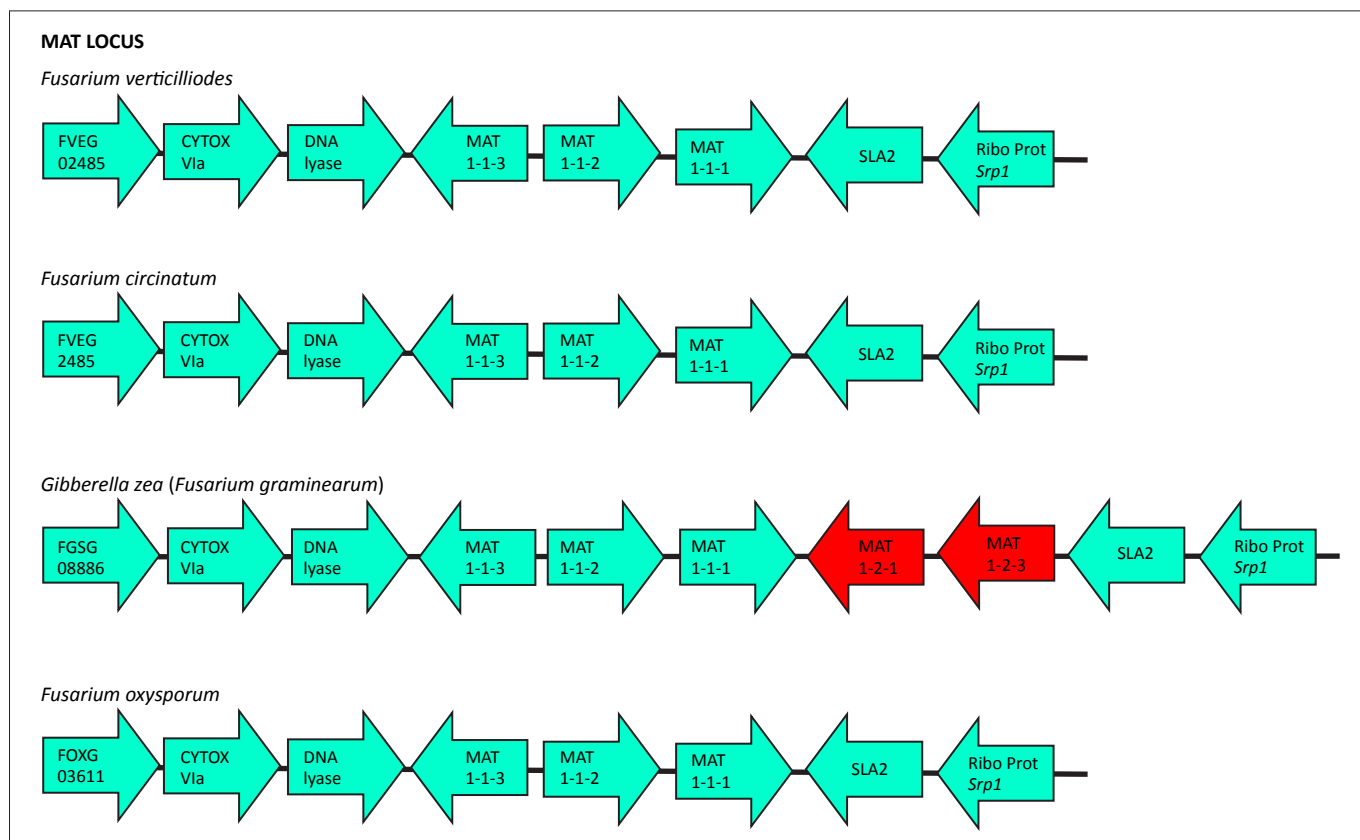 MAT LOCUS
Fusarium verticilliodes
FVEG
02485
CYTOX
VIa
DNA
lyase
MAT
1-1-3
MAT
1-1-2
MAT
1-1-1
SLA2
Ribo Prot
Srp1
Fusarium circinatum
FVEG
2485
CYTOX
VIa
DNA
lyase
MAT
1-1-3
MAT
1-1-2
MAT
1-1-1
SLA2
Ribo Prot
Srp1
Gibberella zea (Fusarium graminearum)
FGSG
08886
CYTOX
VIa
DNA
lyase
MAT
1-1-3
MAT
1-1-2
MAT
1-1-1
MAT
1-2-1
MAT
1-2-3
SLA2
Ribo Prot
Srp1
Fusarium oxysporum
FOXG
03611
CYTOX
VIa
DNA
lyase
MAT
1-1-3
MAT
1-1-2
MAT
1-1-1
SLA2
Ribo Prot
Srp1